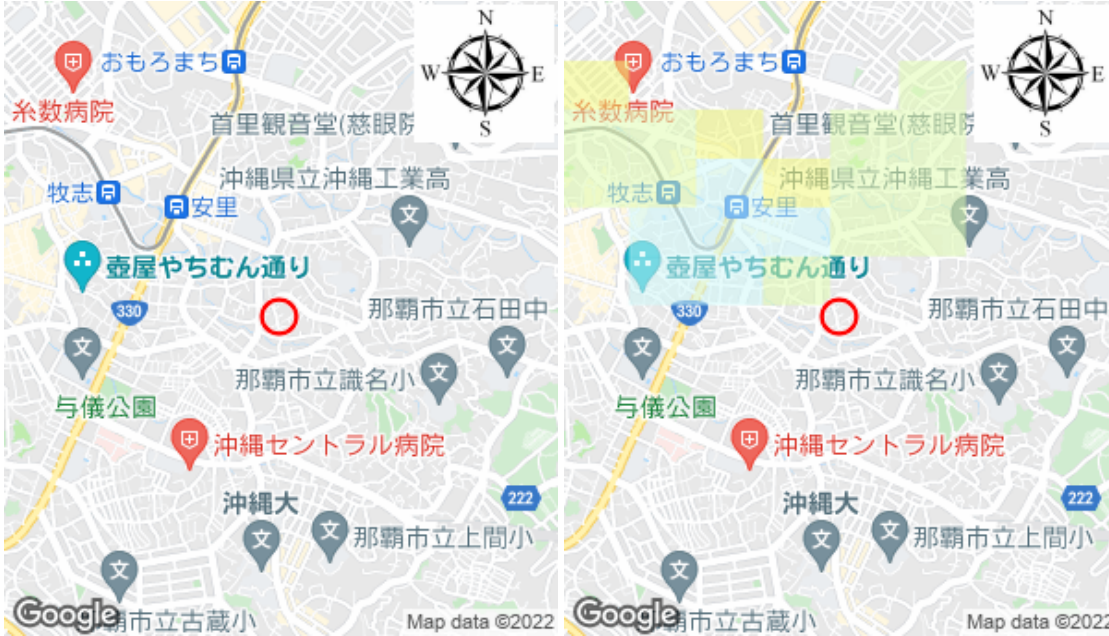 N
W
E
S
おもろまち
糸数病院
首里観音堂(慈眼院
沖縄県立沖縄工業高
牧志
安里
壺屋やちむん通り
330
那覇市立石田中
那覇市立識名小
与儀公園
沖縄セントラル病院
沖縄大
222
那覇市立上間小
那覇市立古蔵小
Google
Map data ©2022
N
W
E
S
おもろまち
糸数病院
首里観音堂(慈眼院
沖縄県立沖縄工業高
牧志
安里
壺屋やちむん通り
330
那覇市立石田中
那覇市立識名小
与儀公園
沖縄セントラル病院
沖縄大
222
那覇市立上間小
那覇市立古蔵小
Google
Map data ©2022